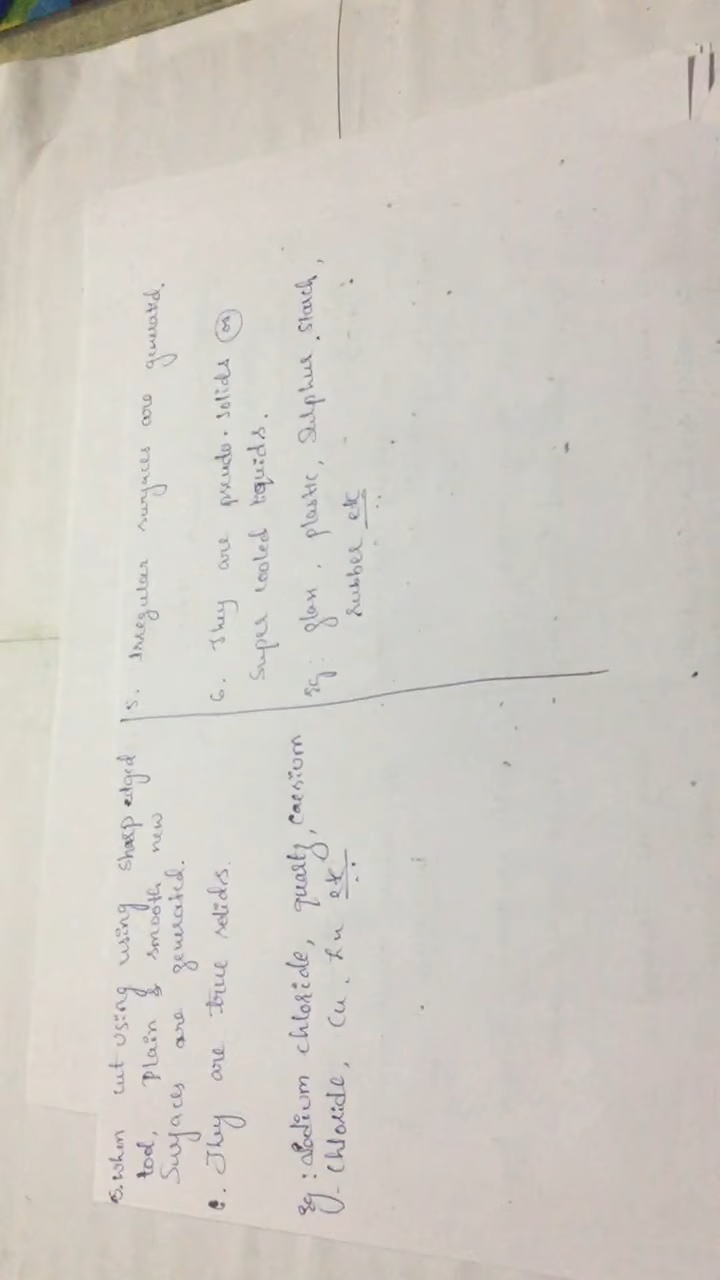 5. When cut using using sharp edged
tool, Plain & smooth new
Surfaces are generated.
6. They are true solids.
Eg : Sodium chloride, quartz, caesium
- chloride, Cu, Zn etc
5. Irregular surfaces are generated.
6. They are pseudo-solids (or)
Super cooled liquids.
Eg : glass, plastic, Sulphur, Starch,
Rubber etc